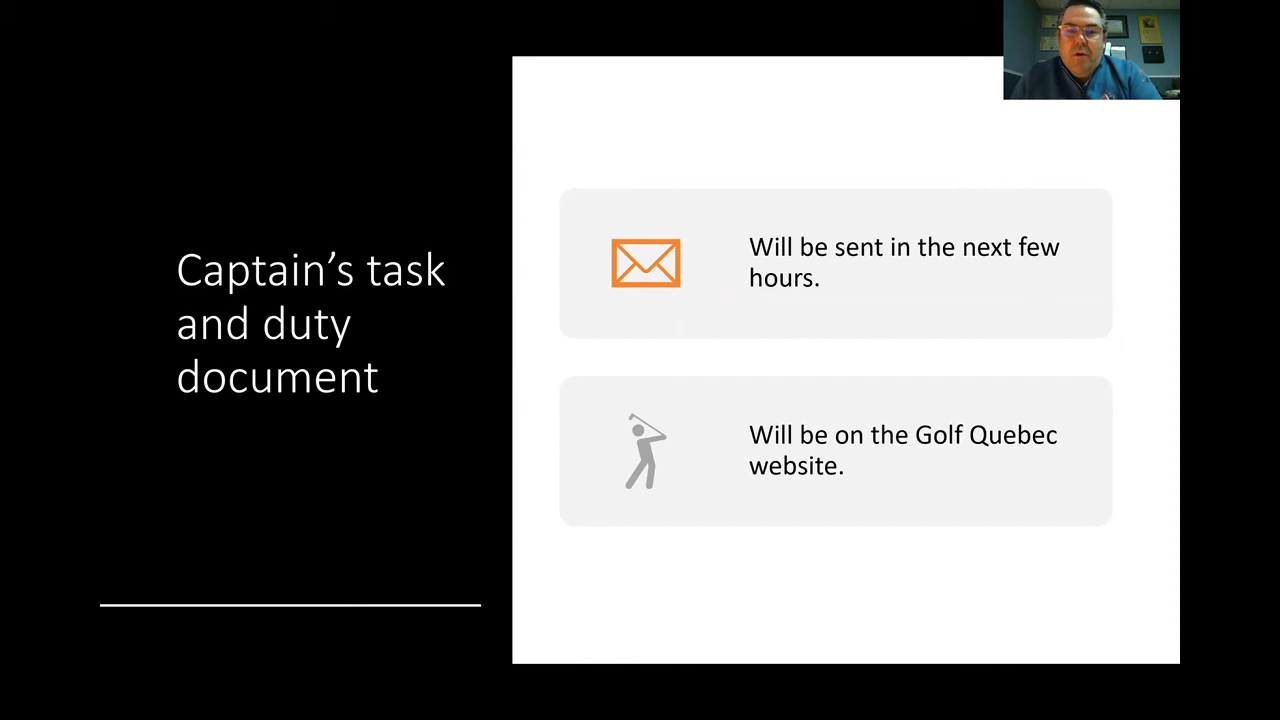 Captain’s task
and duty
document
Will be sent in the next few
hours.
Will be on the Golf Quebec
website.